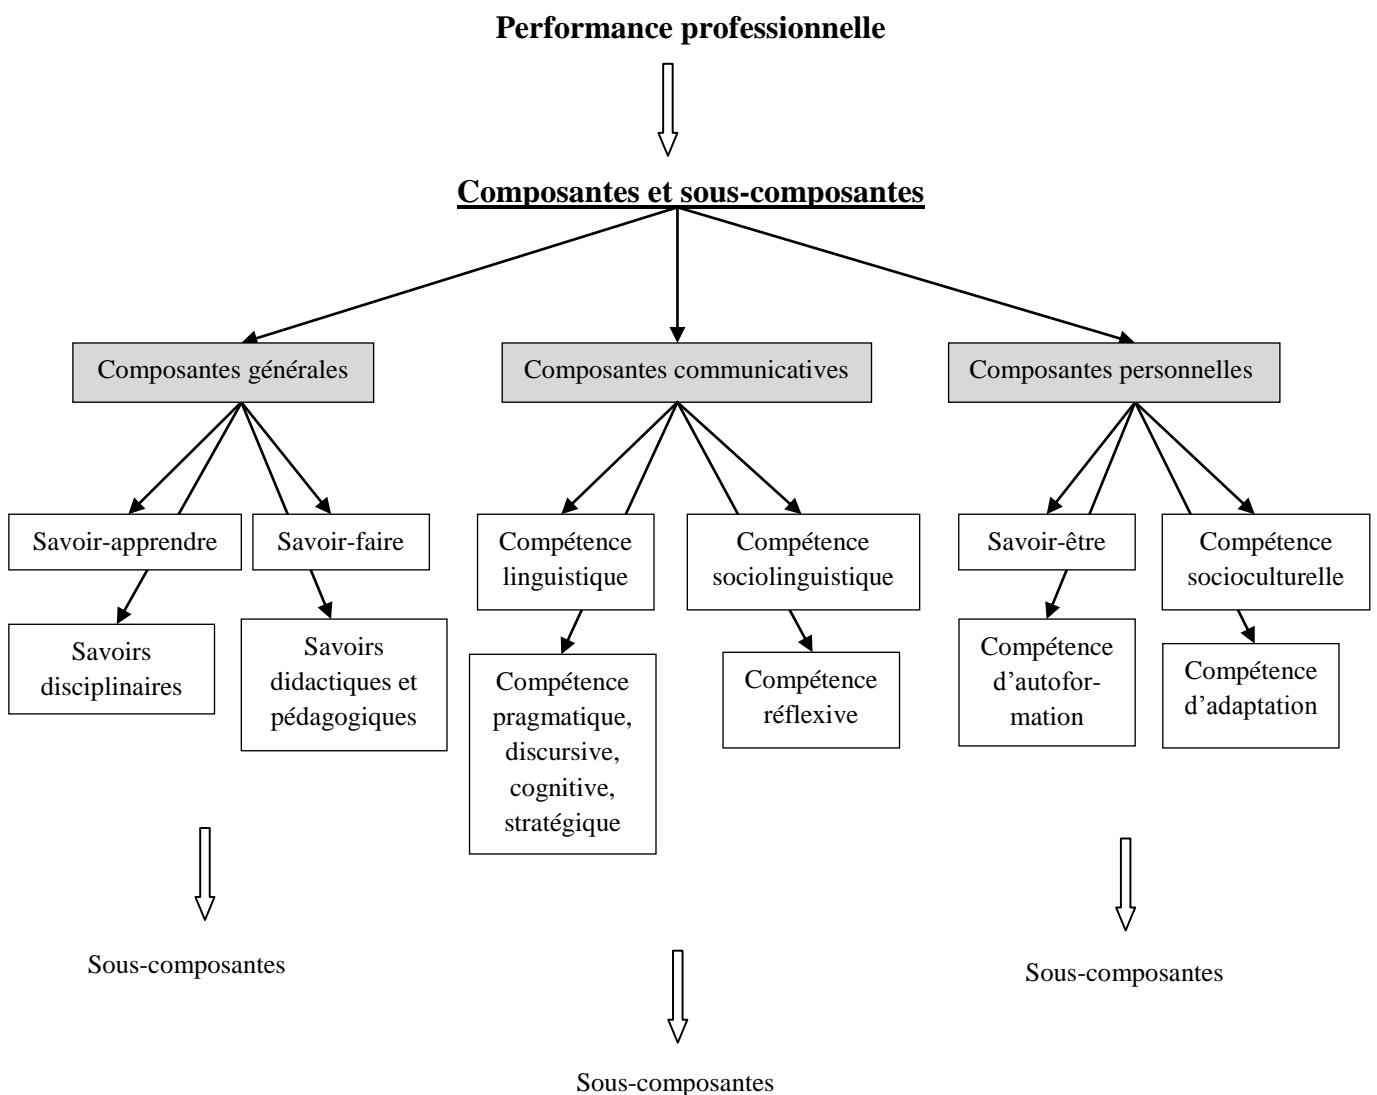 Performance professionnelle
Composantes et sous-composantes
Composantes générales
Composantes communicatives
Composantes personnelles
Savoir-apprendre
Savoir-faire
Compétence
linguistique
Compétence
sociolinguistique
Savoir-être
Compétence
socioculturelle
Savoirs
disciplinaires
Savoirs
didactiques et
pédagogiques
Compétence
pragmatique,
discursive,
cognitive,
stratégique
Compétence
réflexive
Compétence
d’autofor-
mation
Compétence
d’adaptation
Sous-composantes
Sous-composantes
Sous-composantes